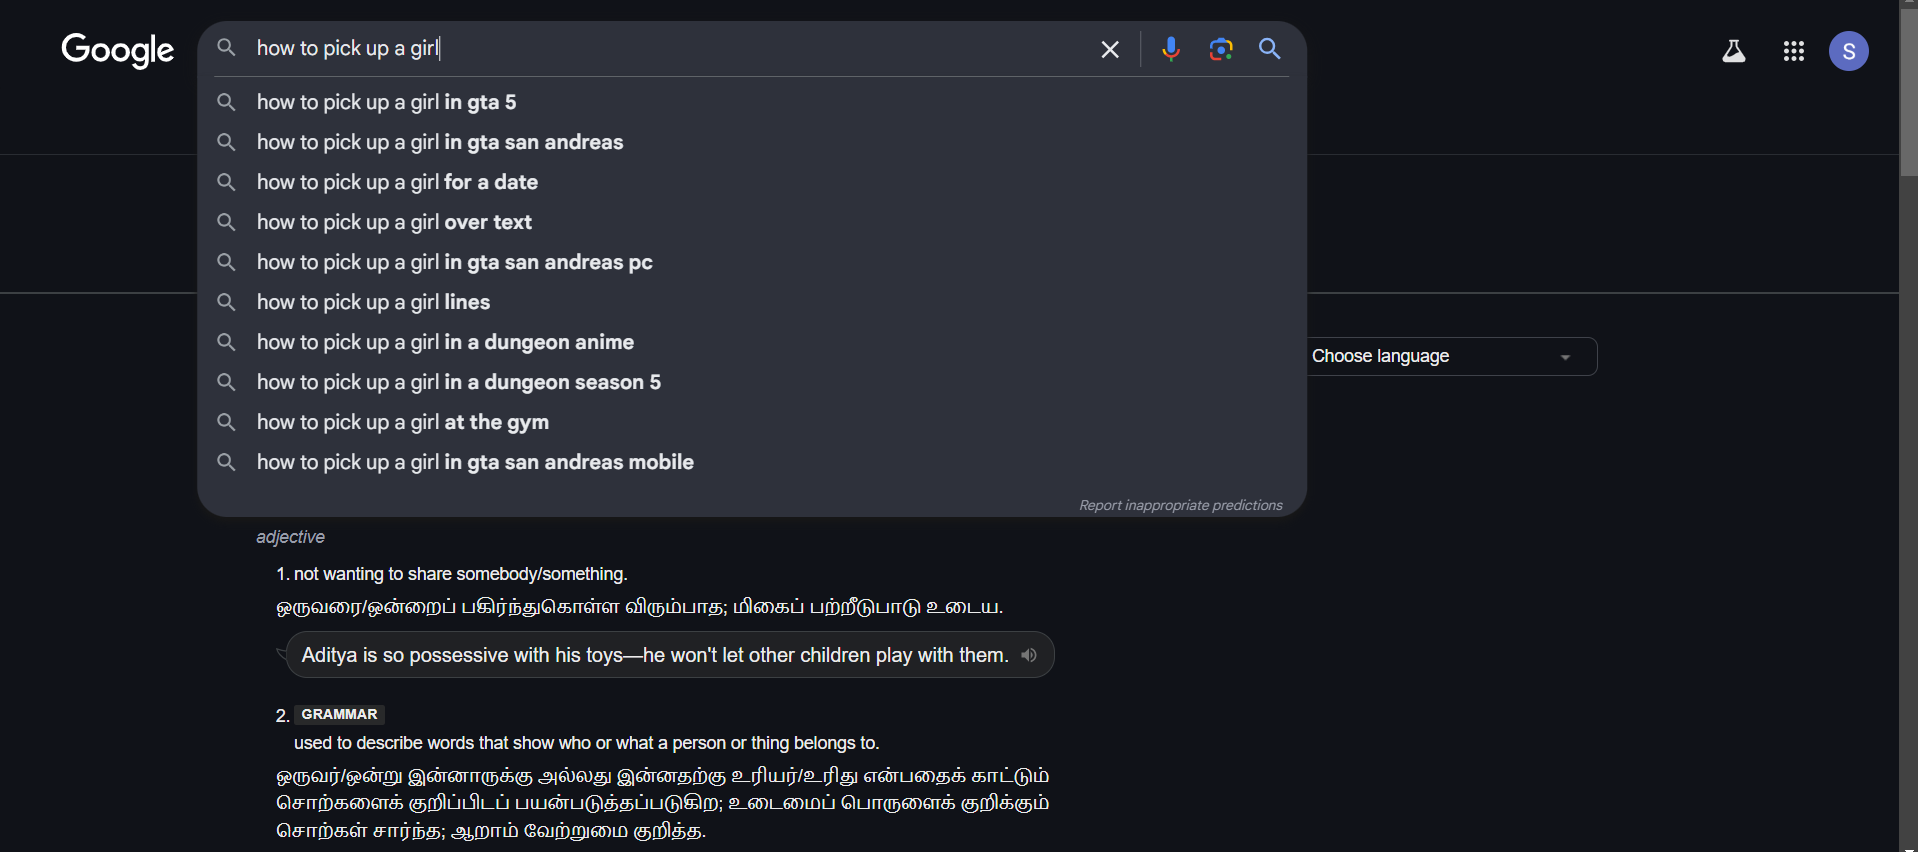 Google
how to pick up a girl
S
how to pick up a girl in gta 5
how to pick up a girl in gta san andreas
how to pick up a girl for a date
how to pick up a girl over text
how to pick up a girl in gta san andreas pc
how to pick up a girl lines
how to pick up a girl in a dungeon anime
how to pick up a girl in a dungeon season 5
how to pick up a girl at the gym
how to pick up a girl in gta san andreas mobile
Report inappropriate predictions
Choose language
adjective
1. not wanting to share somebody/something.
ஒருவரை/ஒன்றைப் பகிர்ந்துகொள்ள விரும்பாத; மிகைப் பற்றீடுபாடு உடைய.
Aditya is so possessive with his toys—he won't let other children play with them.
2. GRAMMAR
used to describe words that show who or what a person or thing belongs to.
ஒருவர்/ஒன்று இன்னாருக்கு அல்லது இன்னதற்கு உரியர்/உரிது என்பதைக் காட்டும்
சொற்களைக் குறிப்பிடப் பயன்படுத்தப்படுகிற; உடைமைப் பொருளைக் குறிக்கும்
சொற்கள் சார்ந்த; ஆறாம் வேற்றுமை குறித்த.